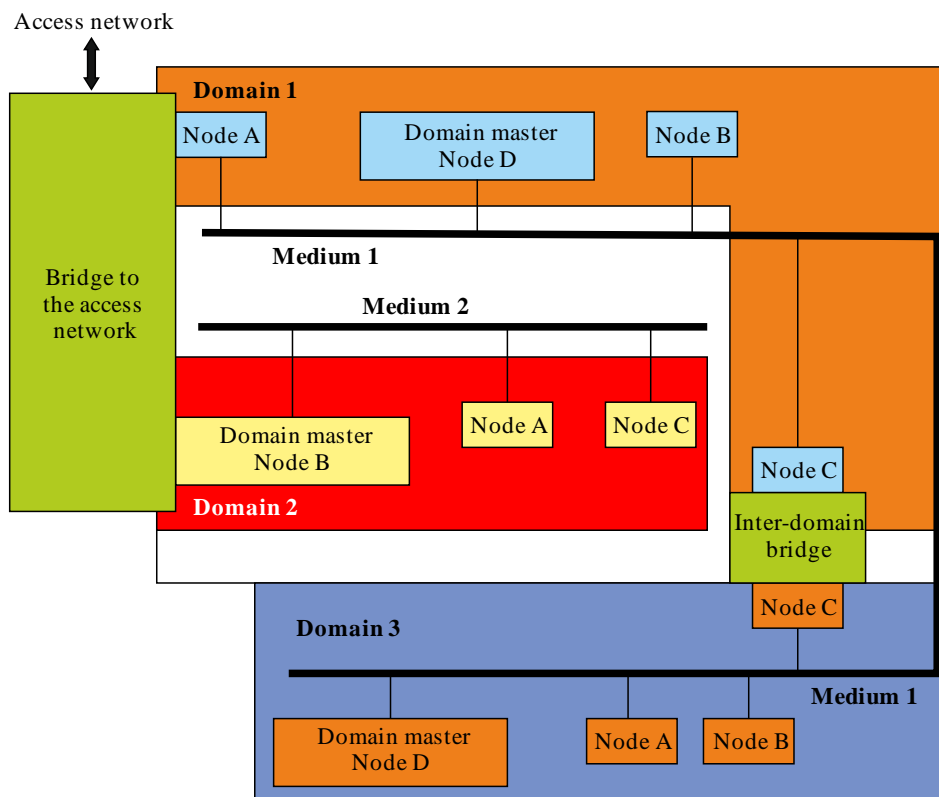 Access network
Domain 1
Node A
Domain master
Node D
Node B
Medium 1
Bridge to
the access
network
Medium 2
Domain master
Node B
Node A
Node C
Domain 2
Node C
Inter-domain
bridge
Node C
Domain 3
Medium 1
Domain master
Node D
Node A
Node B